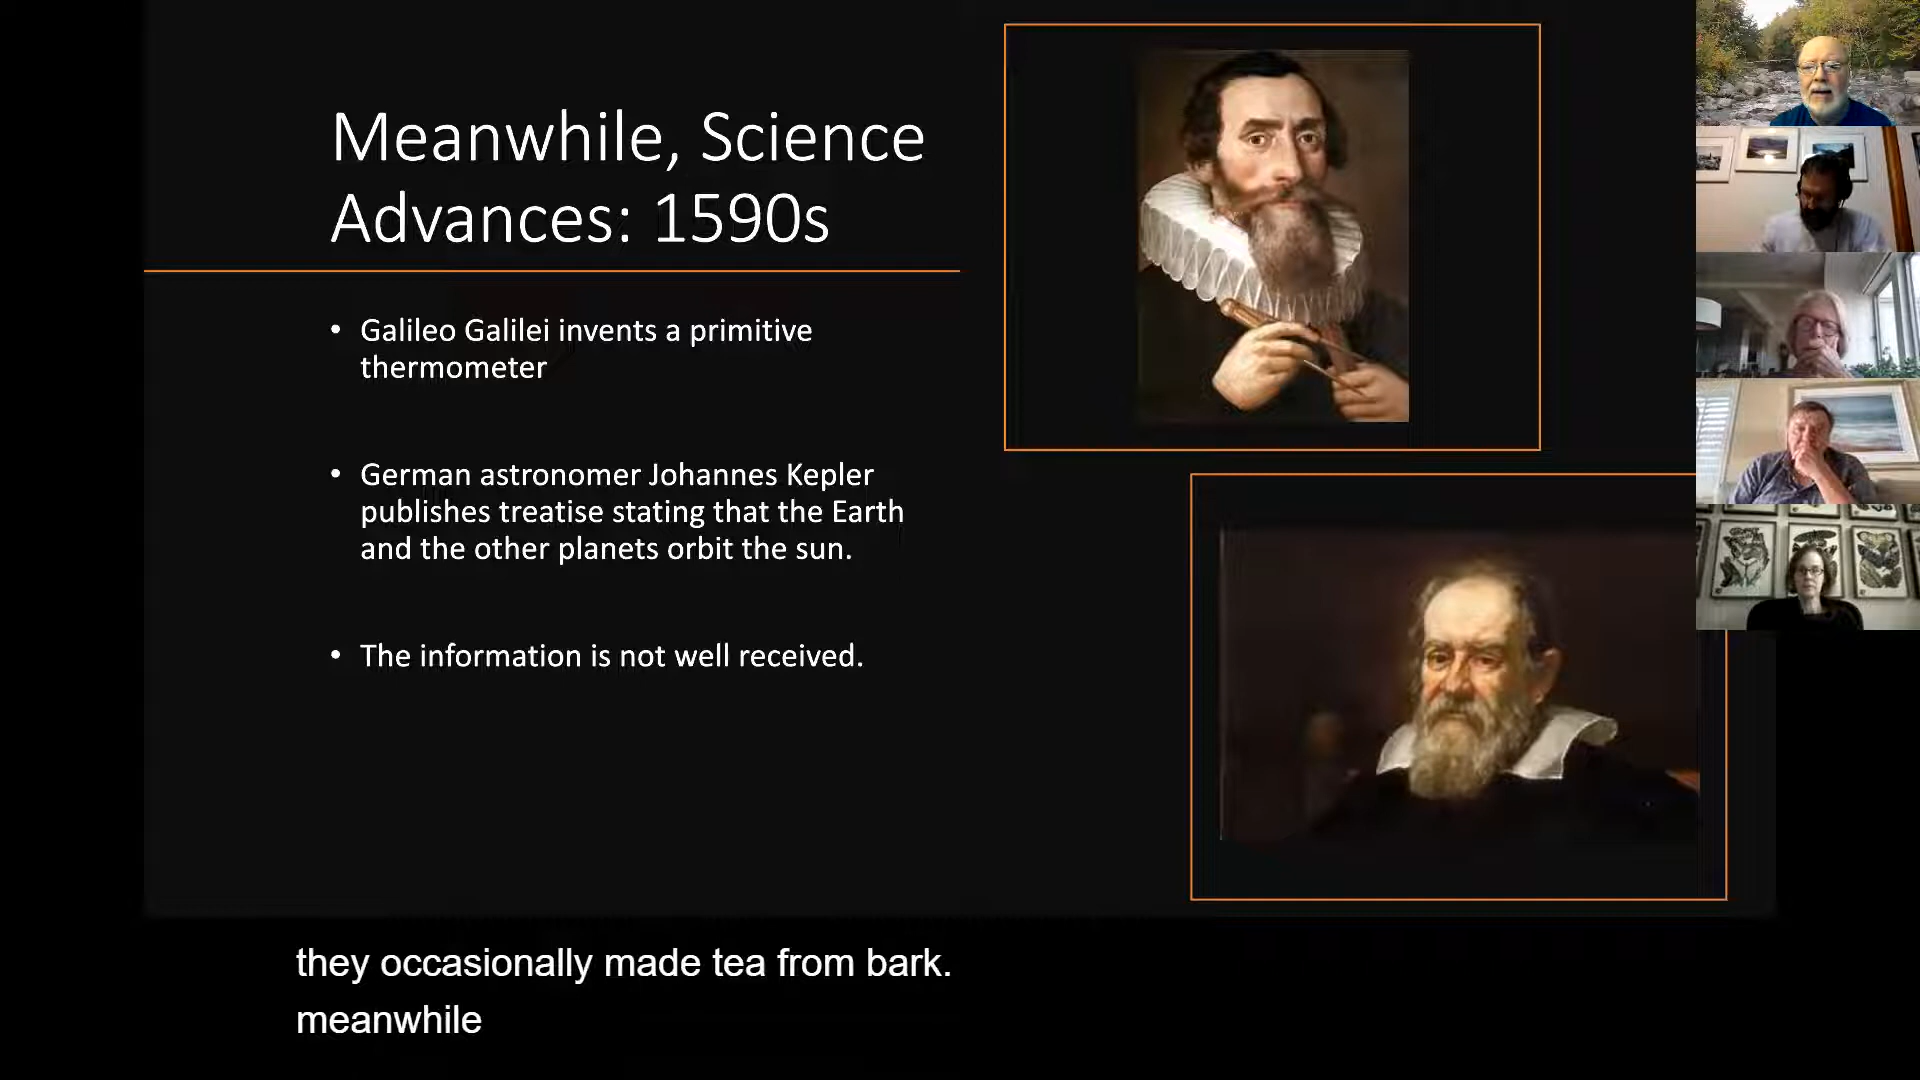 Meanwhile, Science
Advances: 1590s
• Galileo Galilei invents a primitive
thermometer
• German astronomer Johannes Kepler
publishes treatise stating that the Earth
and the other planets orbit the sun.
• The information is not well received.
they occasionally made tea from bark.
meanwhile